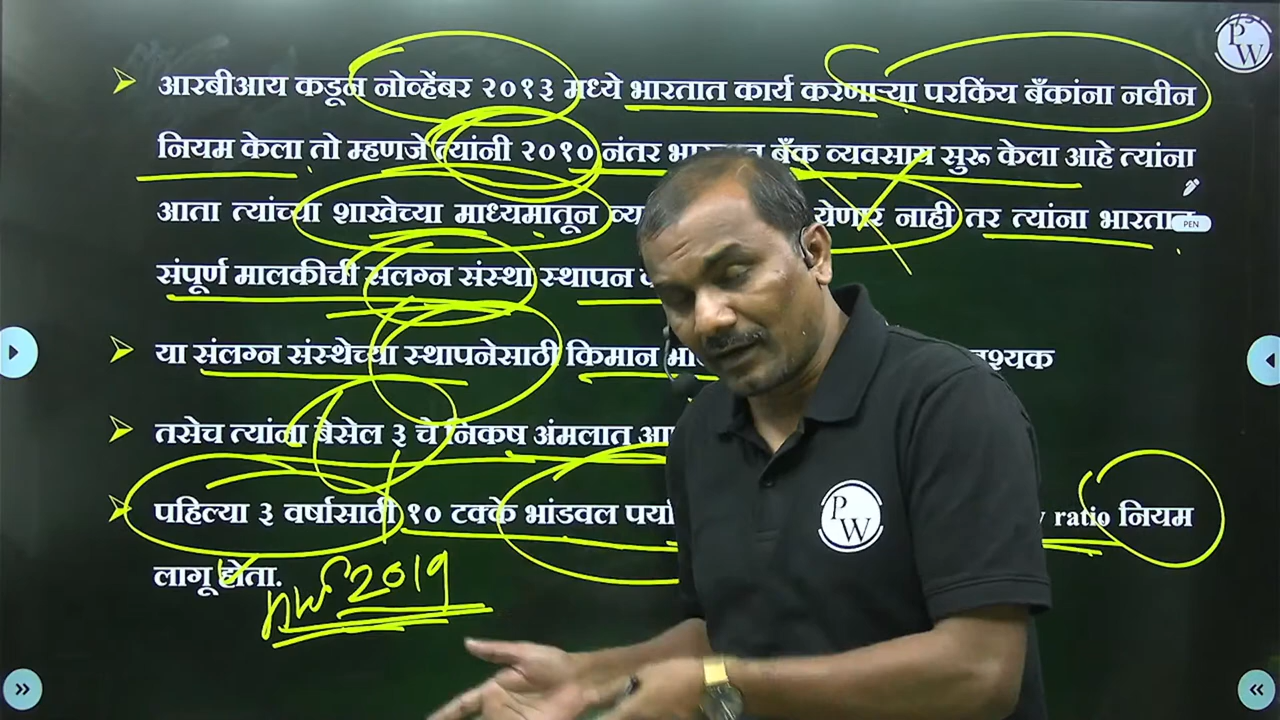 PW
आरबीआय कडून नोव्हेंबर २०१३ मध्ये भारतात कार्य करणाऱ्या परकिंय बँकांना नवीन
नियम केला तो म्हणजे त्यांनी २०१० नंतर बँक व्यवसाय सुरू केला आहे त्यांना
आता त्यांच्या शाखेच्या माध्यमातून येणार नाही तर त्यांना
PEN
संपूर्ण मालकीची सलग्न संस्था स्थापन
या संलग्न संस्थेच्या स्थापनेसाठी किमान
तसेच त्यांना बेसेल ३ चे निकष अंमलात
पहिल्या ३ वर्षासाठी १० टक्के भांडवल ratio नियम
लागू होता.
2019
PW